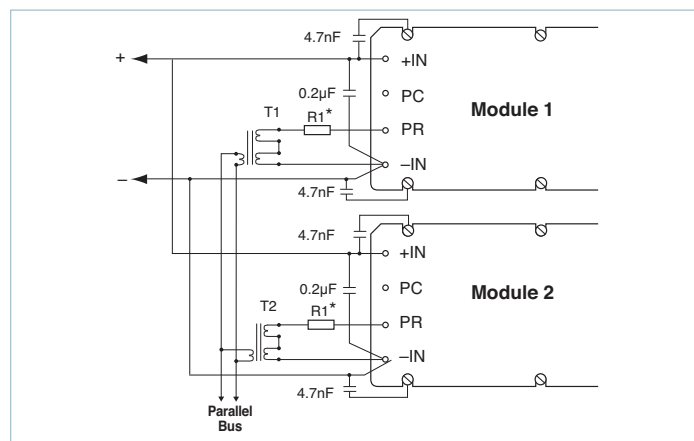 4.7nF
+
+IN
0.2µF
PC
Module 1
T1
R1*
PR
–IN
–
4.7nF
4.7nF
+IN
0.2µF
PC
Module 2
T2
R1*
PR
–IN
4.7nF
Parallel
Bus